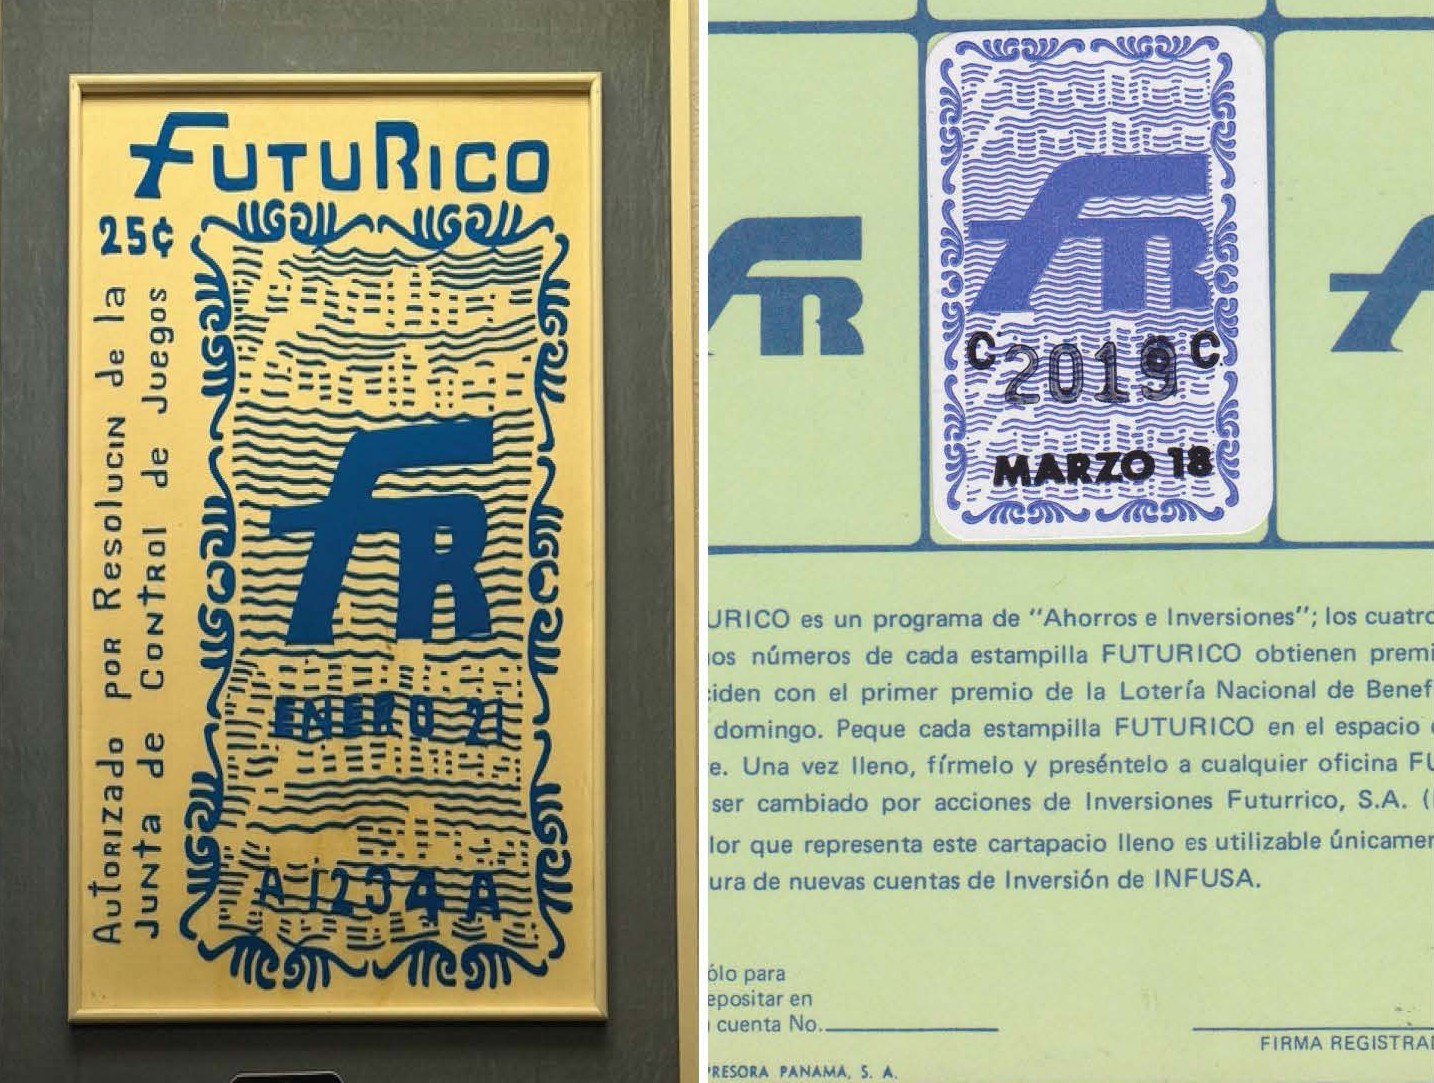 FUTURICO
25¢
Autorizado por Resolucin de la
Junta de Control de Juegos
FR
ENERO 21
A 1234 A
FR
FR
C 2019 C
MARZO 18
URICO es un programa de "Ahorros e Inversiones"; los cuatro
os números de cada estampilla FUTURICO obtienen premi
ciden con el primer premio de la Lotería Nacional de Benef
domingo. Peque cada estampilla FUTURICO en el espacio
e. Una vez lleno, fírmelo y preséntelo a cualquier oficina FU
ser cambiado por acciones de Inversiones Futurrico, S.A. (
lor que representa este cartapacio lleno es utilizable únicamen
ura de nuevas cuentas de Inversión de INFUSA.
ólo para
epositar en
cuenta No.
FIRMA REGISTRA
PRESORA PANAMA, S. A.